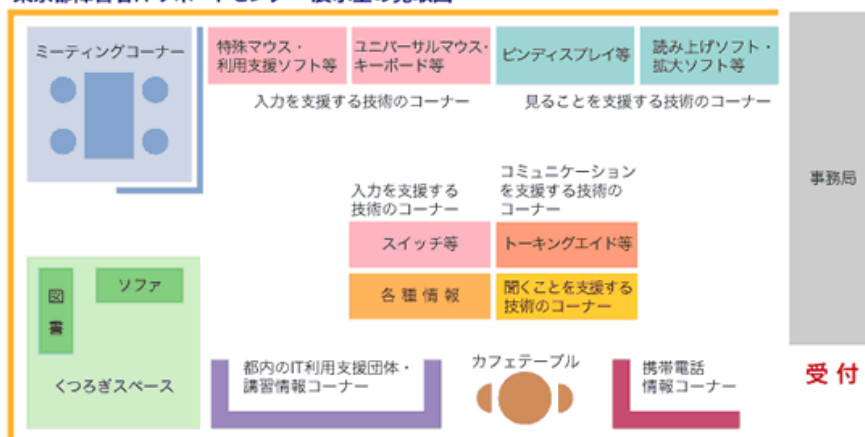 ミーティングコーナー
特殊マウス・
利用支援ソフト等
ユニバーサルマウス・
キーボード等
ピンディスプレイ等
読み上げソフト・
拡大ソフト等
入力を支援する技術のコーナー
見ることを支援する技術のコーナー
事務局
入力を支援する
技術のコーナー
コミュニケーション
を支援する技術の
コーナー
スイッチ等
トーキングエイド等
各種情報
聞くことを支援する
技術のコーナー
図書
ソファ
くつろぎスペース
都内のIT利用支援団体・
講習情報コーナー
カフェテーブル
携帯電話
情報コーナー
受付